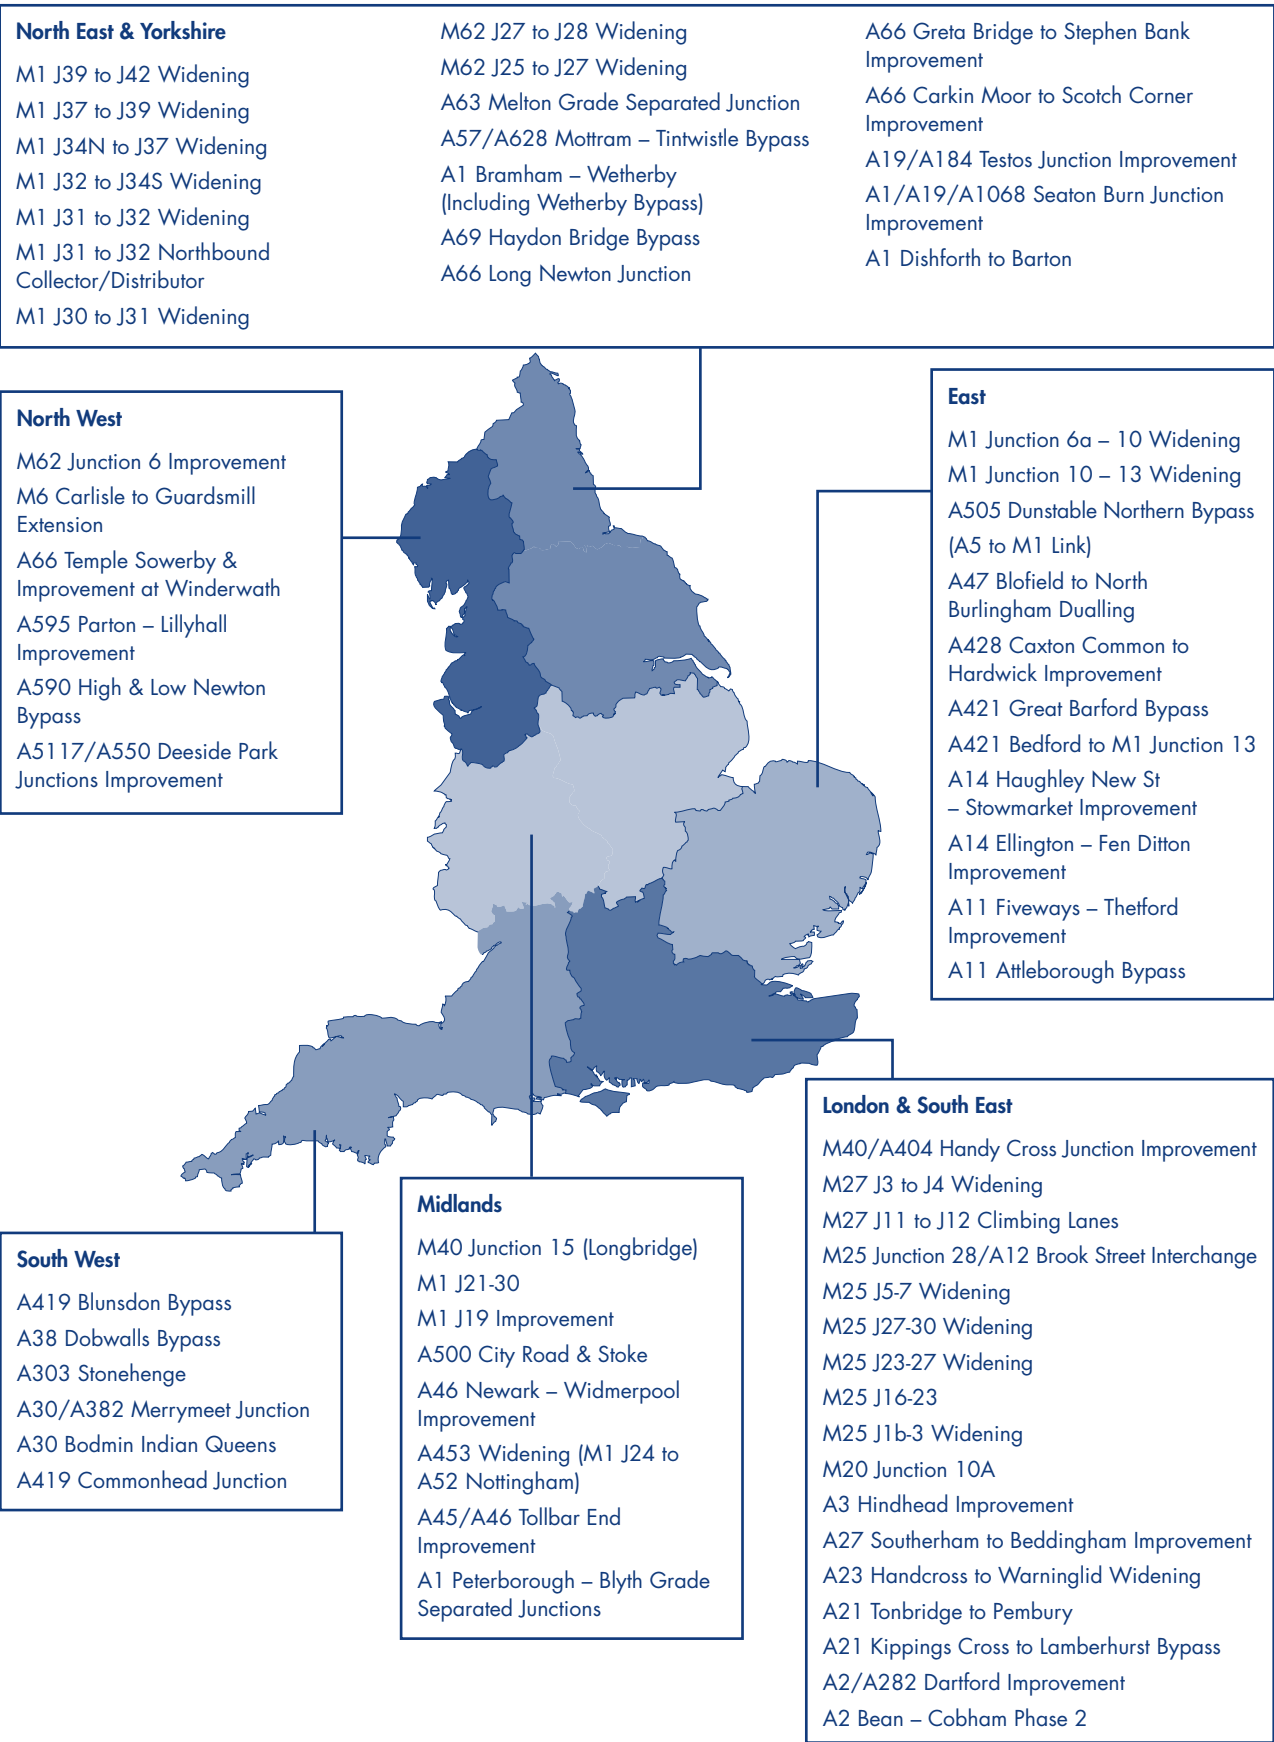 North East & Yorkshire
M1 J39 to J42 Widening
M1 J37 to J39 Widening
M1 J34N to J37 Widening
M1 J32 to J34S Widening
M1 J31 to J32 Widening
M1 J31 to J32 Northbound
Collector/Distributor
M1 J30 to J31 Widening
M62 J27 to J28 Widening
M62 J25 to J27 Widening
A63 Melton Grade Separated Junction
A57/A628 Mottram – Tintwistle Bypass
A1 Bramham – Wetherby
(Including Wetherby Bypass)
A69 Haydon Bridge Bypass
A66 Long Newton Junction
A66 Greta Bridge to Stephen Bank
Improvement
A66 Carkin Moor to Scotch Corner
Improvement
A19/A184 Testos Junction Improvement
A1/A19/A1068 Seaton Burn Junction
Improvement
A1 Dishforth to Barton
North West
M62 Junction 6 Improvement
M6 Carlisle to Guardsmill
Extension
A66 Temple Sowerby &
Improvement at Winderwath
A595 Parton – Lillyhall
Improvement
A590 High & Low Newton
Bypass
A5117/A550 Deeside Park
Junctions Improvement
East
M1 Junction 6a – 10 Widening
M1 Junction 10 – 13 Widening
A505 Dunstable Northern Bypass
(A5 to M1 Link)
A47 Blofield to North
Burlingham Dualling
A428 Caxton Common to
Hardwick Improvement
A421 Great Barford Bypass
A421 Bedford to M1 Junction 13
A14 Haughley New St
– Stowmarket Improvement
A14 Ellington – Fen Ditton
Improvement
A11 Fiveways – Thetford
Improvement
A11 Attleborough Bypass
London & South East
M40/A404 Handy Cross Junction Improvement
M27 J3 to J4 Widening
M27 J11 to J12 Climbing Lanes
M25 Junction 28/A12 Brook Street Interchange
M25 J5-7 Widening
M25 J27-30 Widening
M25 J23-27 Widening
M25 J16-23
M25 J1b-3 Widening
M20 Junction 10A
A3 Hindhead Improvement
A27 Southerham to Beddingham Improvement
A23 Handcross to Warninglid Widening
A21 Tonbridge to Pembury
A21 Kippings Cross to Lamberhurst Bypass
A2/A282 Dartford Improvement
A2 Bean – Cobham Phase 2
Midlands
M40 Junction 15 (Longbridge)
M1 J21-30
M1 J19 Improvement
A500 City Road & Stoke
A46 Newark – Widmerpool
Improvement
A453 Widening (M1 J24 to
A52 Nottingham)
A45/A46 Tollbar End
Improvement
A1 Peterborough – Blyth Grade
Separated Junctions
South West
A419 Blunsdon Bypass
A38 Dobwalls Bypass
A303 Stonehenge
A30/A382 Merrymeet Junction
A30 Bodmin Indian Queens
A419 Commonhead Junction